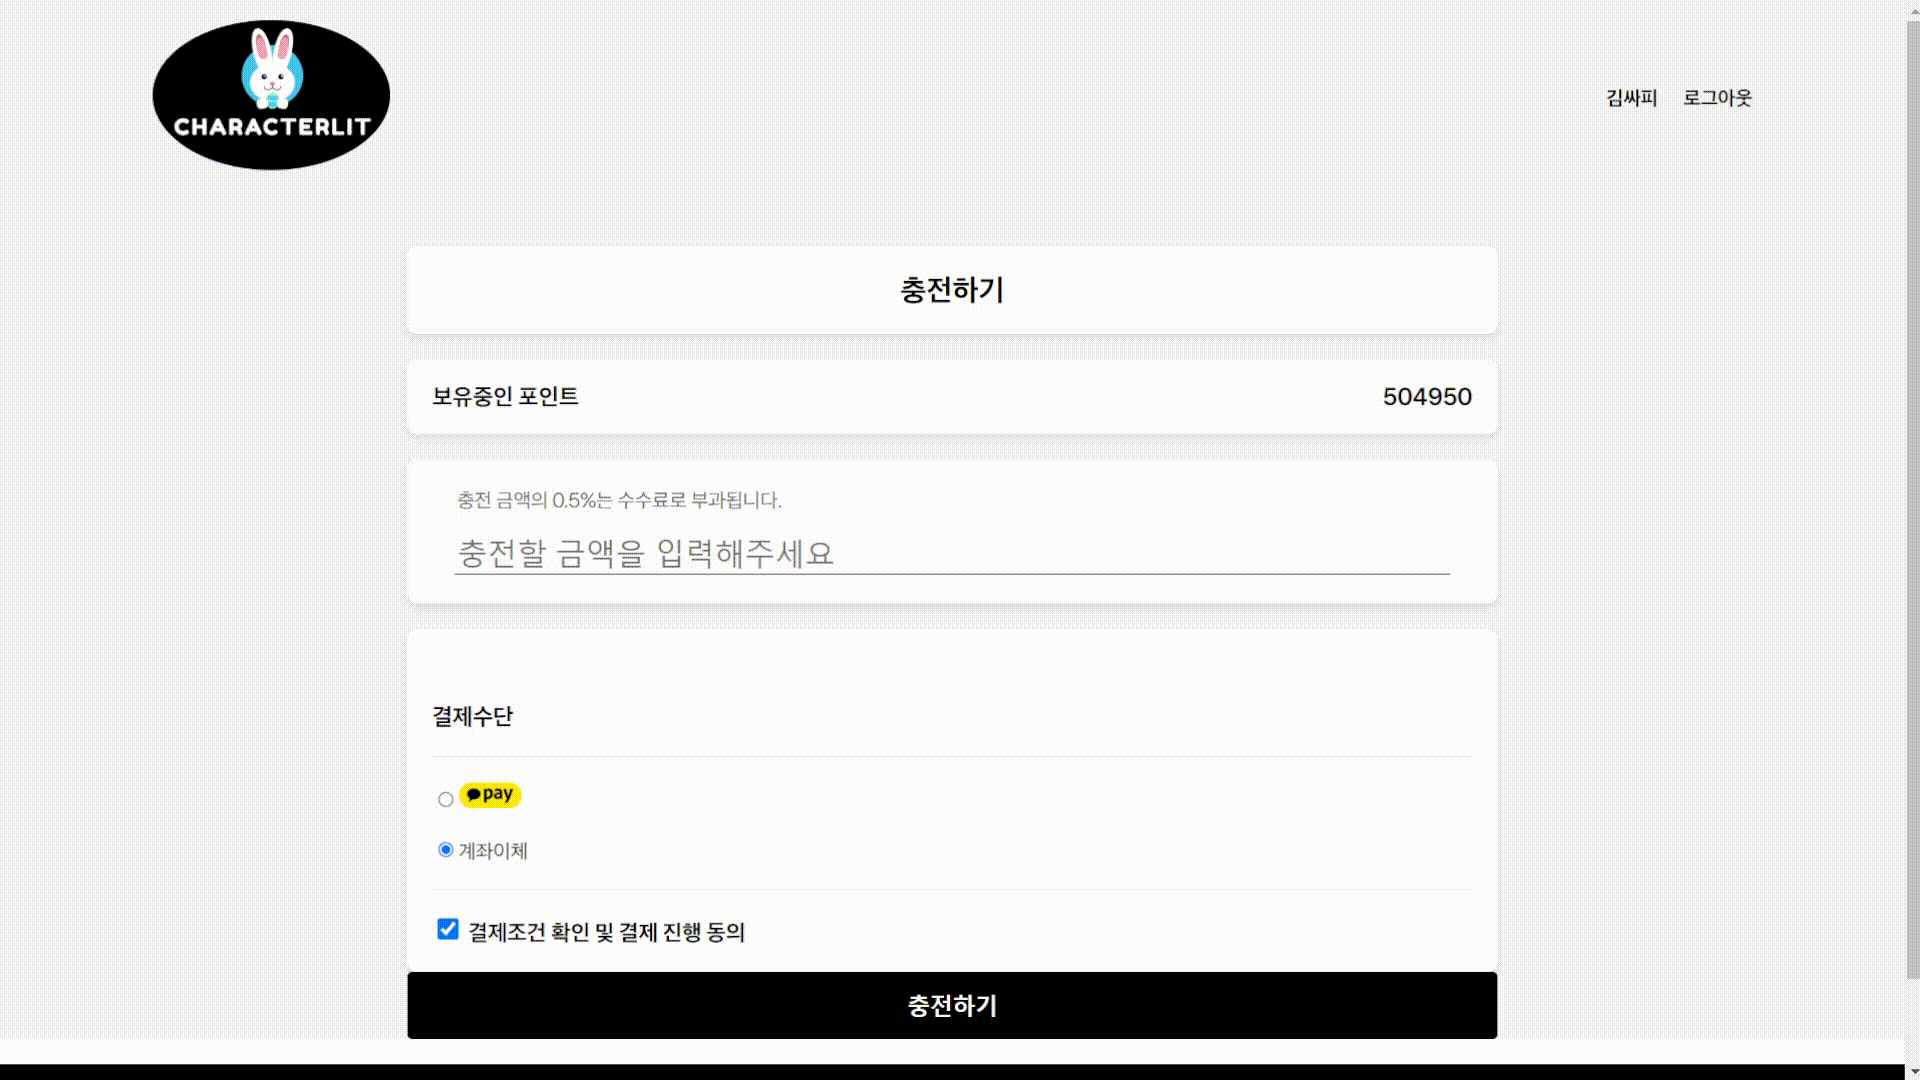 CHARACTERLIT
김싸피 로그아웃
충전하기
보유중인 포인트 504950
충전 금액의 0.5%는 수수료로 부과됩니다.
충전할 금액을 입력해주세요
결제수단
pay
계좌이체
결제조건 확인 및 결제 진행 동의
충전하기